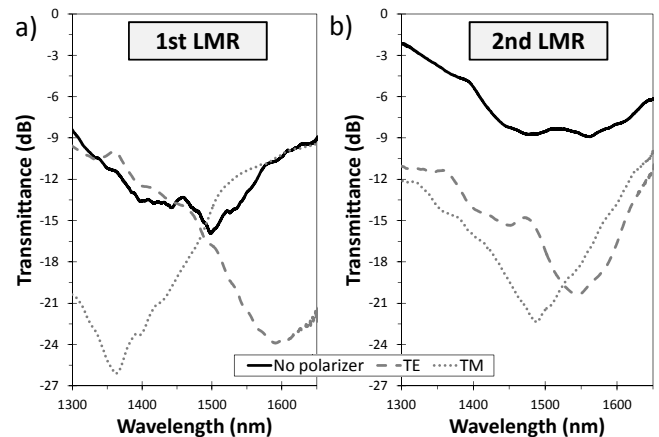 a)
1st LMR
0
-3
-6
-9
-12
-15
-18
-21
-24
-27
Transmittance (dB)
1300 1400 1500 1600
Wavelength (nm)
b)
2nd LMR
0
-3
-6
-9
-12
-15
-18
-21
-24
-27
Transmittance (dB)
1300 1400 1500 1600
Wavelength (nm)
No polarizer TE TM